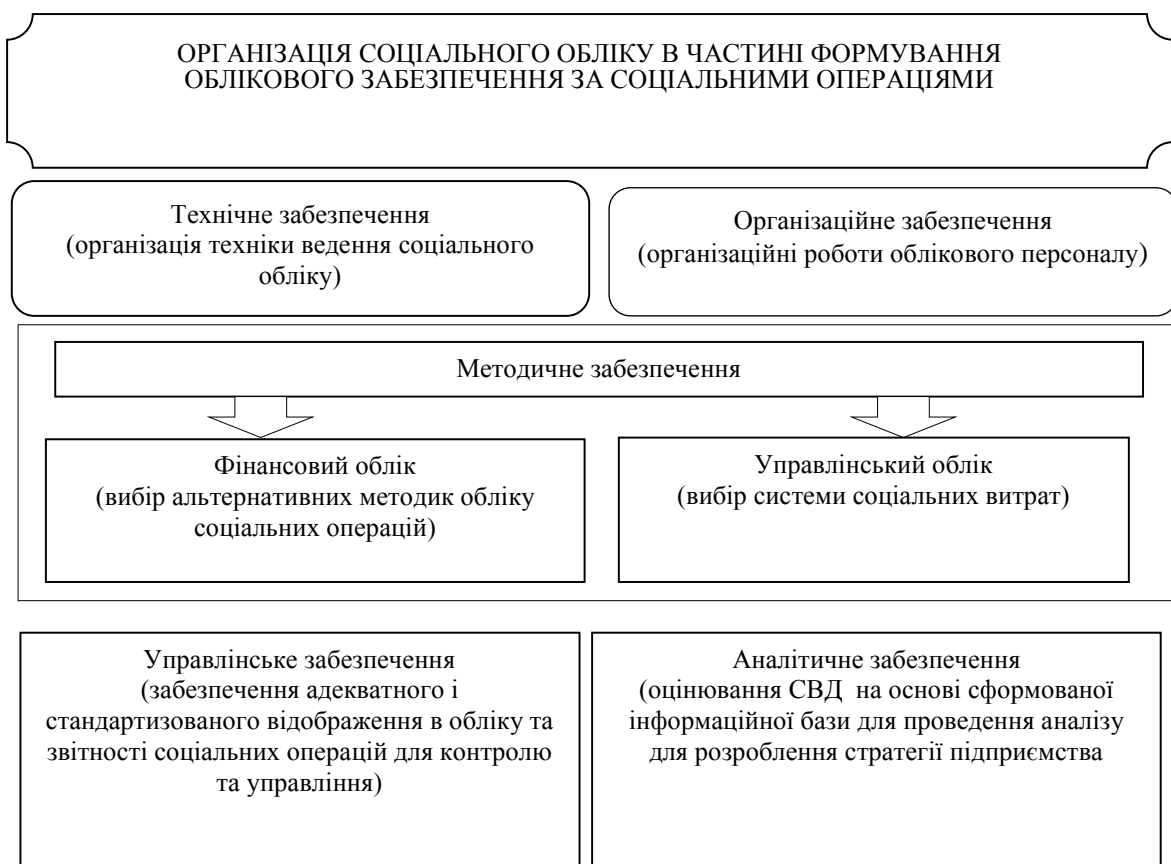 ОРГАНІЗАЦІЯ СОЦІАЛЬНОГО ОБЛІКУ В ЧАСТИНІ ФОРМУВАННЯ
ОБЛІКОВОГО ЗАБЕЗПЕЧЕННЯ ЗА СОЦІАЛЬНИМИ ОПЕРАЦІЯМИ
Технічне забезпечення
(організація техніки ведення соціального
обліку)
Організаційне забезпечення
(організаційні роботи облікового персоналу)
Методичне забезпечення
Фінансовий облік
(вибір альтернативних методик обліку
соціальних операцій)
Управлінський облік
(вибір системи соціальних витрат)
Управлінське забезпечення
(забезпечення адекватного і
стандартизованого відображення в обліку та
звітності соціальних операцій для контролю
та управління)
Аналітичне забезпечення
(оцінювання СВД на основі сформованої
інформаційної бази для проведення аналізу
для розроблення стратегії підприємства